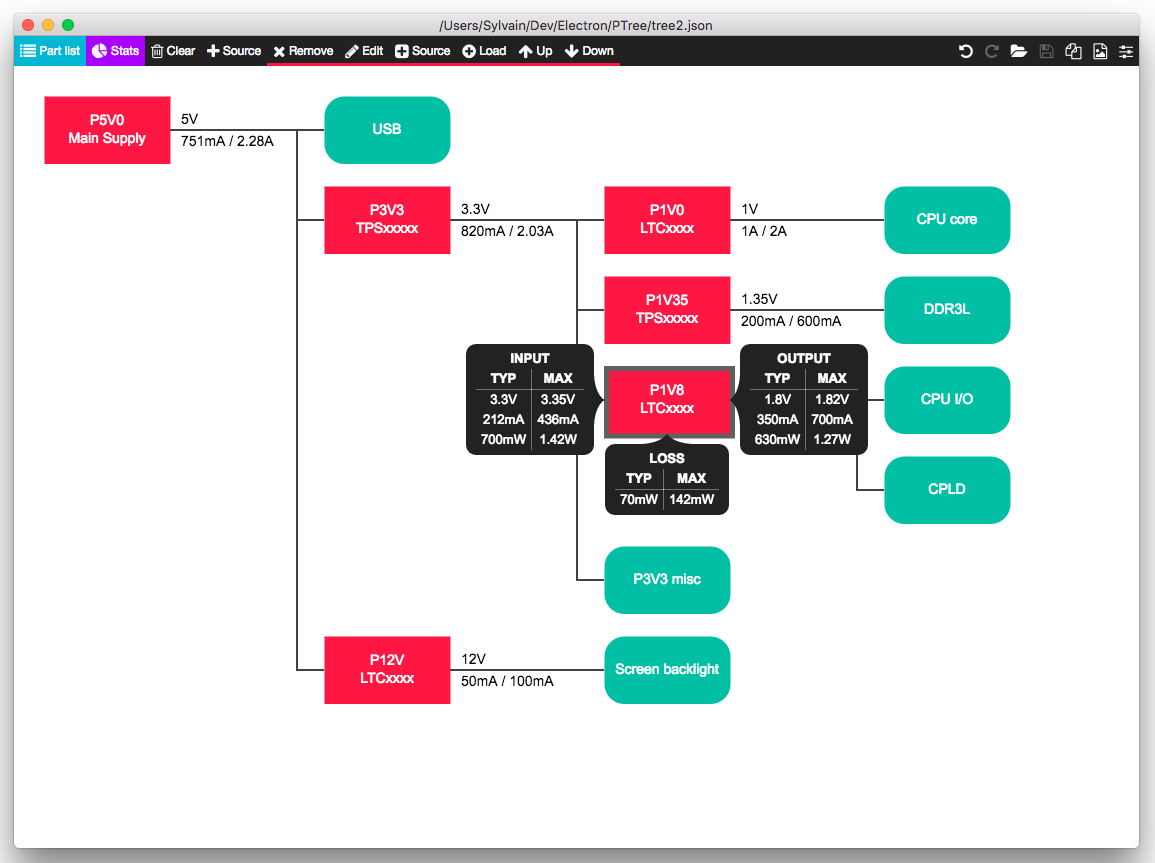 /Users/Sylvain/Dev/Electron/PTree/tree2.json
Part list Stats Clear Source Remove Edit Source Load Up Down
P5V0
Main Supply
5V
751mA / 2.28A
USB
P3V3
TPSxxxxx
3.3V
820mA / 2.03A
P1V0
LTCxxxx
1V
1A / 2A
CPU core
P1V35
TPSxxxxx
1.35V
200mA / 600mA
DDR3L
INPUT
TYP MAX
3.3V 3.35V
212mA 436mA
700mW 1.42W
P1V8
LTCxxxx
OUTPUT
TYP MAX
1.8V 1.82V
350mA 700mA
630mW 1.27W
CPU I/O
LOSS
TYP MAX
70mW 142mW
CPLD
P3V3 misc
P12V
LTCxxxx
12V
50mA / 100mA
Screen backlight